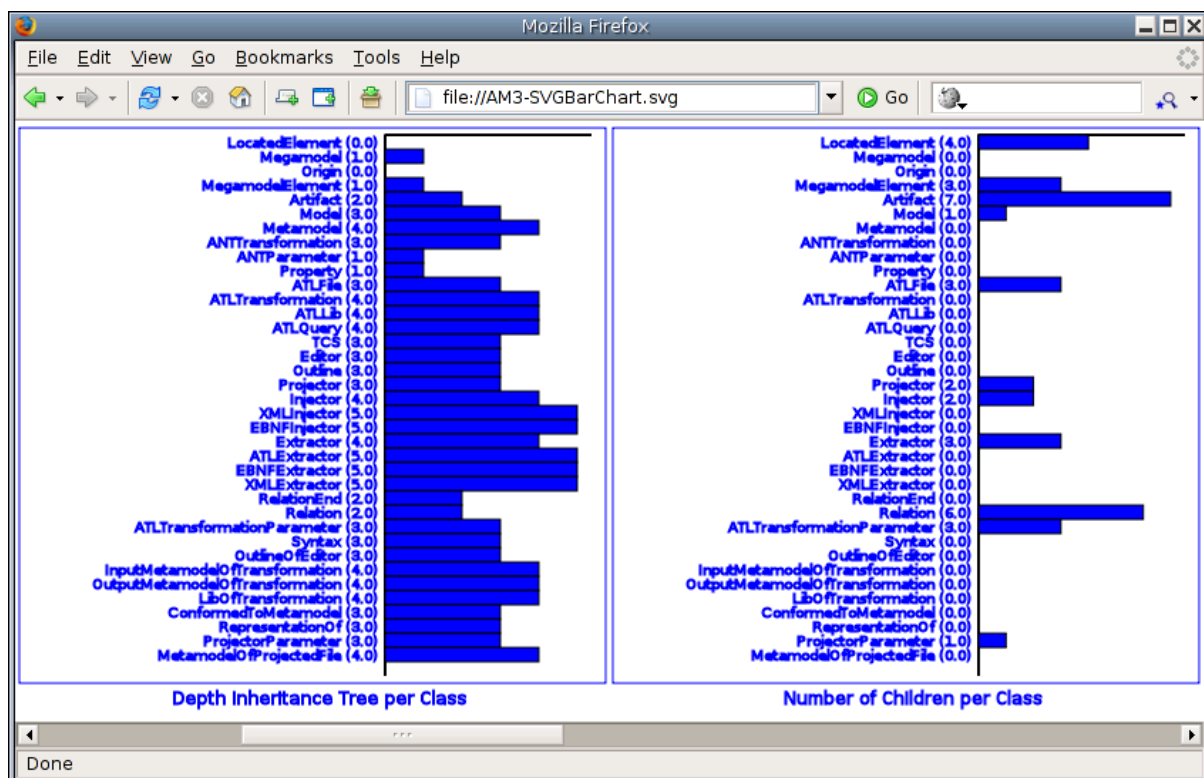 Mozilla Firefox
File Edit View Go Bookmarks Tools Help
file://AM3-SVGBarChart.svg Go
LocatedElement (0.0)
Megamodel (1.0)
Origin (0.0)
MegamodelElement (1.0)
Artifact (2.0)
Model (3.0)
Metamodel (4.0)
ANTTransformation (3.0)
ANTParameter (1.0)
Property (1.0)
ATLFile (3.0)
ATLTransformation (4.0)
ATLLib (4.0)
ATLQuery (4.0)
TCS (3.0)
Editor (3.0)
Outline (3.0)
Projector (3.0)
Injector (4.0)
XMLInjector (5.0)
EBNFInjector (5.0)
Extractor (4.0)
ATLExtractor (5.0)
EBNFExtractor (5.0)
XMLExtractor (5.0)
RelationEnd (2.0)
Relation (2.0)
ATLTransformationParameter (3.0)
Syntax (3.0)
OutlineOfEditor (3.0)
InputMetamodelOfTransformation (4.0)
OutputMetamodelOfTransformation (4.0)
LibOfTransformation (4.0)
ConformedToMetamodel (3.0)
RepresentationOf (3.0)
ProjectorParameter (3.0)
MetamodelOfProjectedFile (4.0)
Depth Inheritance Tree per Class
LocatedElement (4.0)
Megamodel (0.0)
Origin (0.0)
MegamodelElement (3.0)
Artifact (7.0)
Model (1.0)
Metamodel (0.0)
ANTTransformation (0.0)
ANTParameter (0.0)
Property (0.0)
ATLFile (3.0)
ATLTransformation (0.0)
ATLLib (0.0)
ATLQuery (0.0)
TCS (0.0)
Editor (0.0)
Outline (0.0)
Projector (2.0)
Injector (2.0)
XMLInjector (0.0)
EBNFInjector (0.0)
Extractor (3.0)
ATLExtractor (0.0)
EBNFExtractor (0.0)
XMLExtractor (0.0)
RelationEnd (0.0)
Relation (6.0)
ATLTransformationParameter (3.0)
Syntax (0.0)
OutlineOfEditor (0.0)
InputMetamodelOfTransformation (0.0)
OutputMetamodelOfTransformation (0.0)
LibOfTransformation (0.0)
ConformedToMetamodel (0.0)
RepresentationOf (0.0)
ProjectorParameter (1.0)
MetamodelOfProjectedFile (0.0)
Number of Children per Class
Done